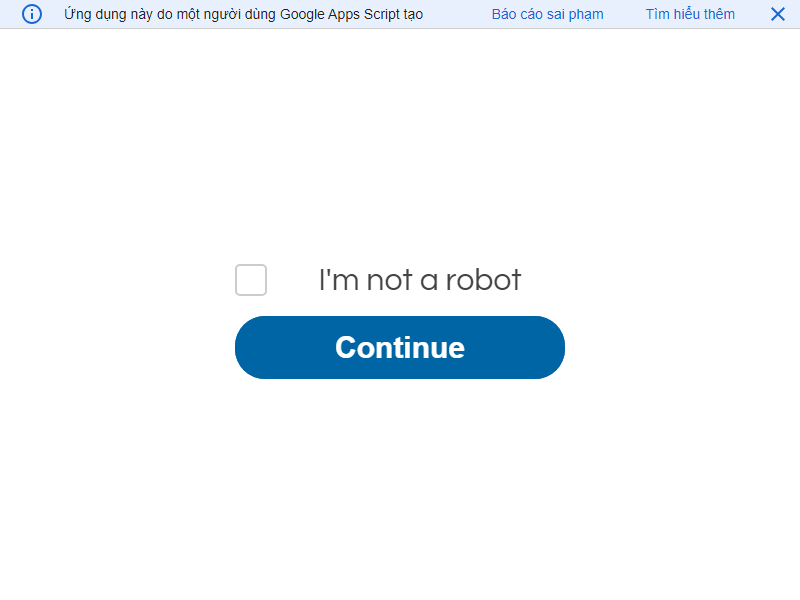 Ứng dụng này do một người dùng Google Apps Script tạo Báo cáo sai phạm Tìm hiểu thêm
I'm not a robot
Continue